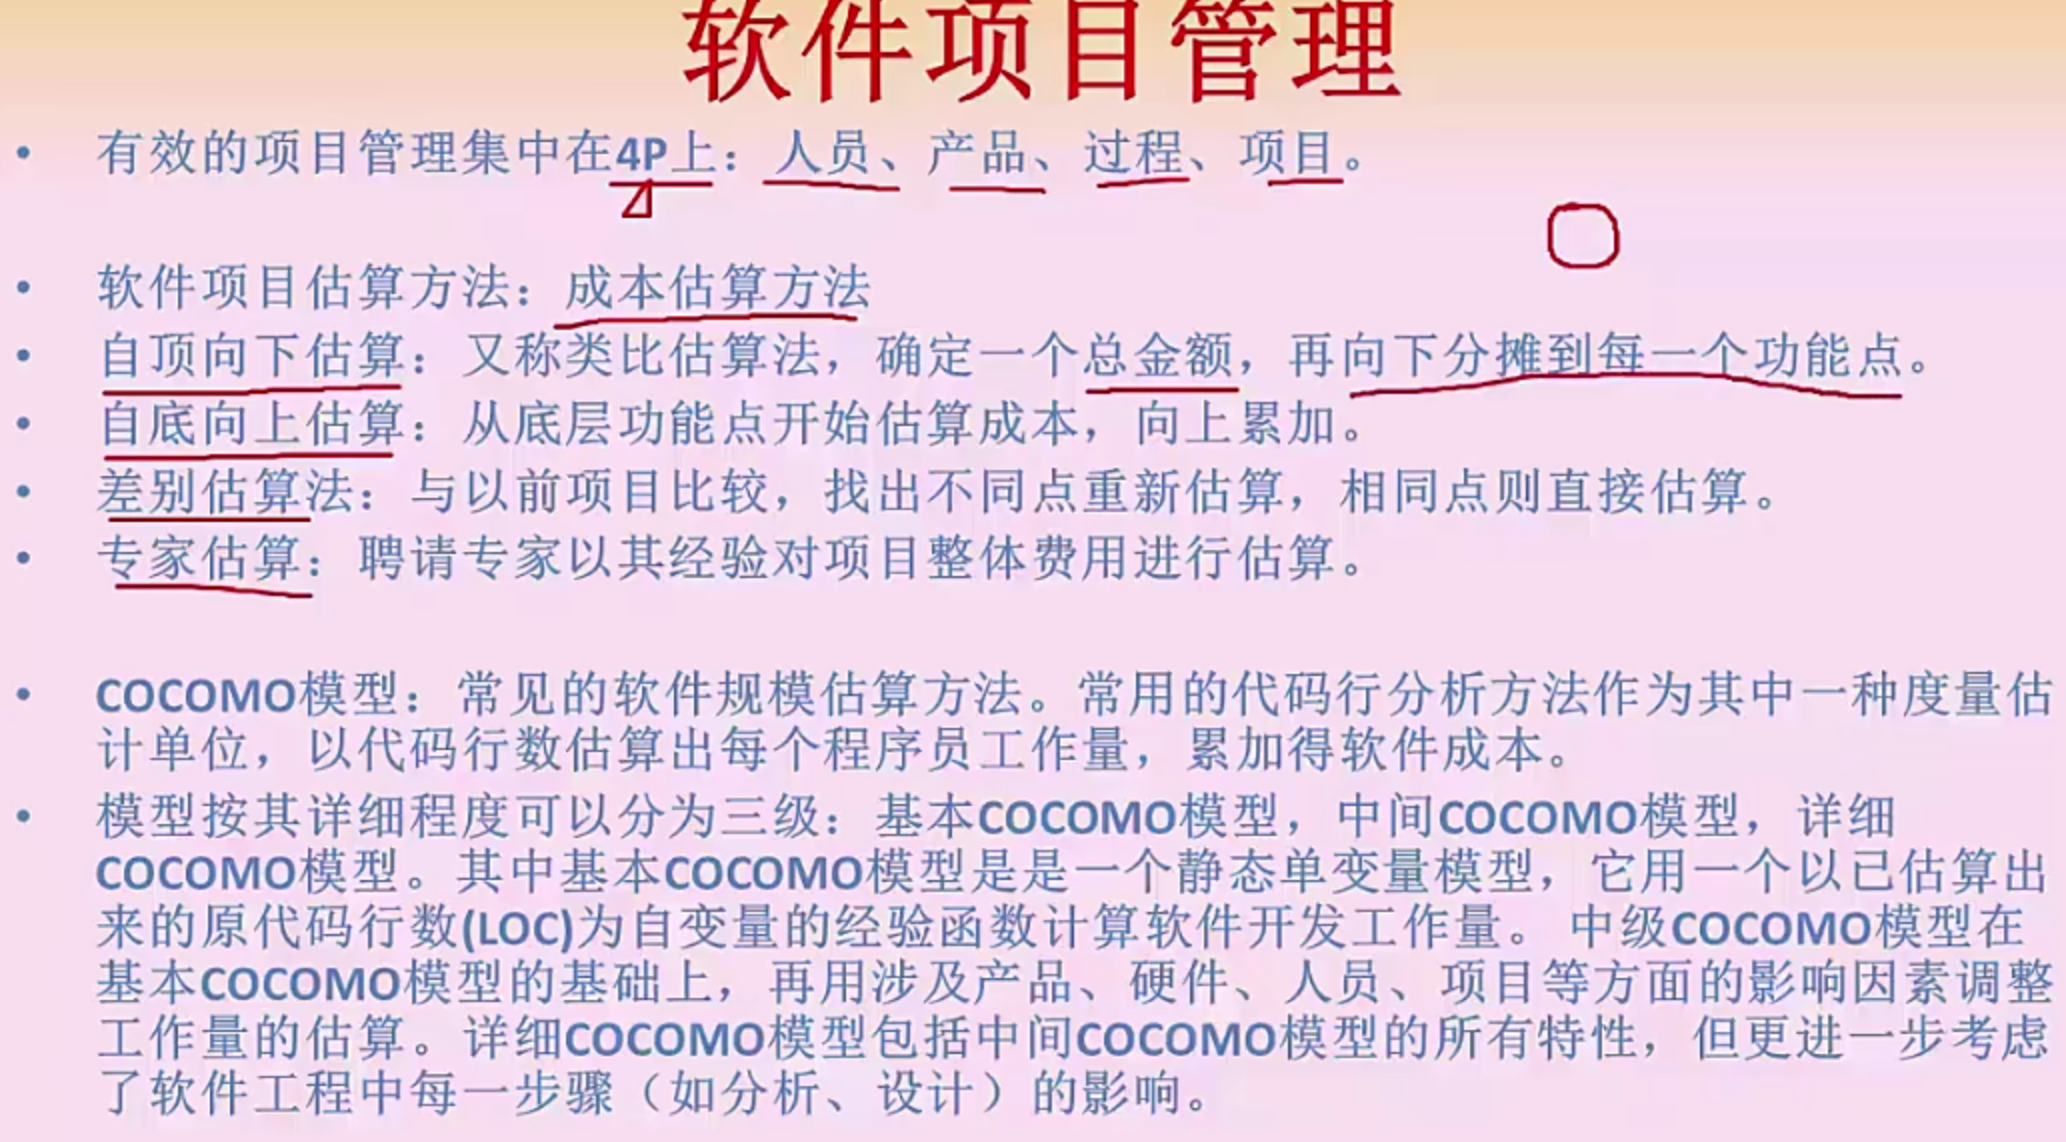 软件项目管理
• 有效的项目管理集中在4P上：人员、产品、过程、项目。
• 软件项目估算方法：成本估算方法
• 自顶向下估算：又称类比估算法，确定一个总金额，再向下分摊到每一个功能点。
• 自底向上估算：从底层功能点开始估算成本，向上累加。
• 差别估算法：与以前项目比较，找出不同点重新估算，相同点则直接估算。
• 专家估算：聘请专家以其经验对项目整体费用进行估算。
• COCOMO模型：常见的软件规模估算方法。常用的代码行分析方法作为其中一种度量估
计单位，以代码行数估算出每个程序员工作量，累加得软件成本。
• 模型按其详细程度可以分为三级：基本COCOMO模型，中间COCOMO模型，详细
COCOMO模型。其中基本COCOMO模型是是一个静态单变量模型，它用一个以已估算出
来的原代码行数(LOC)为自变量的经验函数计算软件开发工作量。中级COCOMO模型在
基本COCOMO模型的基础上，再用涉及产品、硬件、人员、项目等方面的影响因素调整
工作量的估算。详细COCOMO模型包括中间COCOMO模型的所有特性，但更进一步考虑
了软件工程中每一步骤（如分析、设计）的影响。